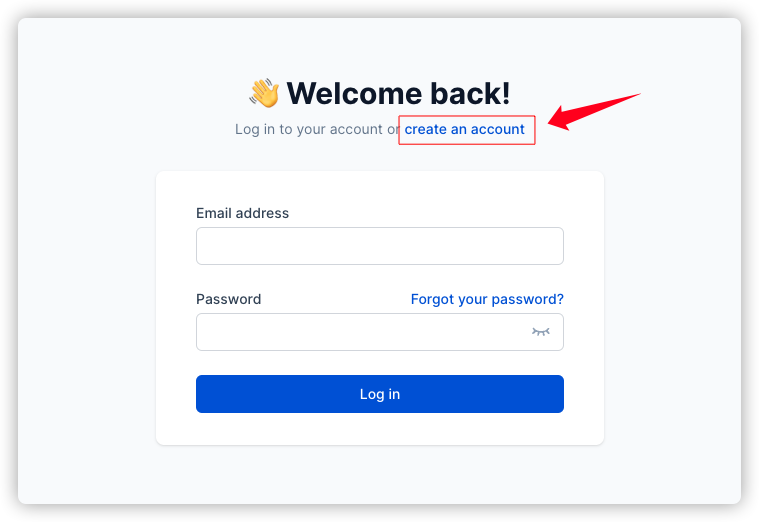 👋 Welcome back!
Log in to your account or create an account
Email address
Password
Forgot your password?
Log in